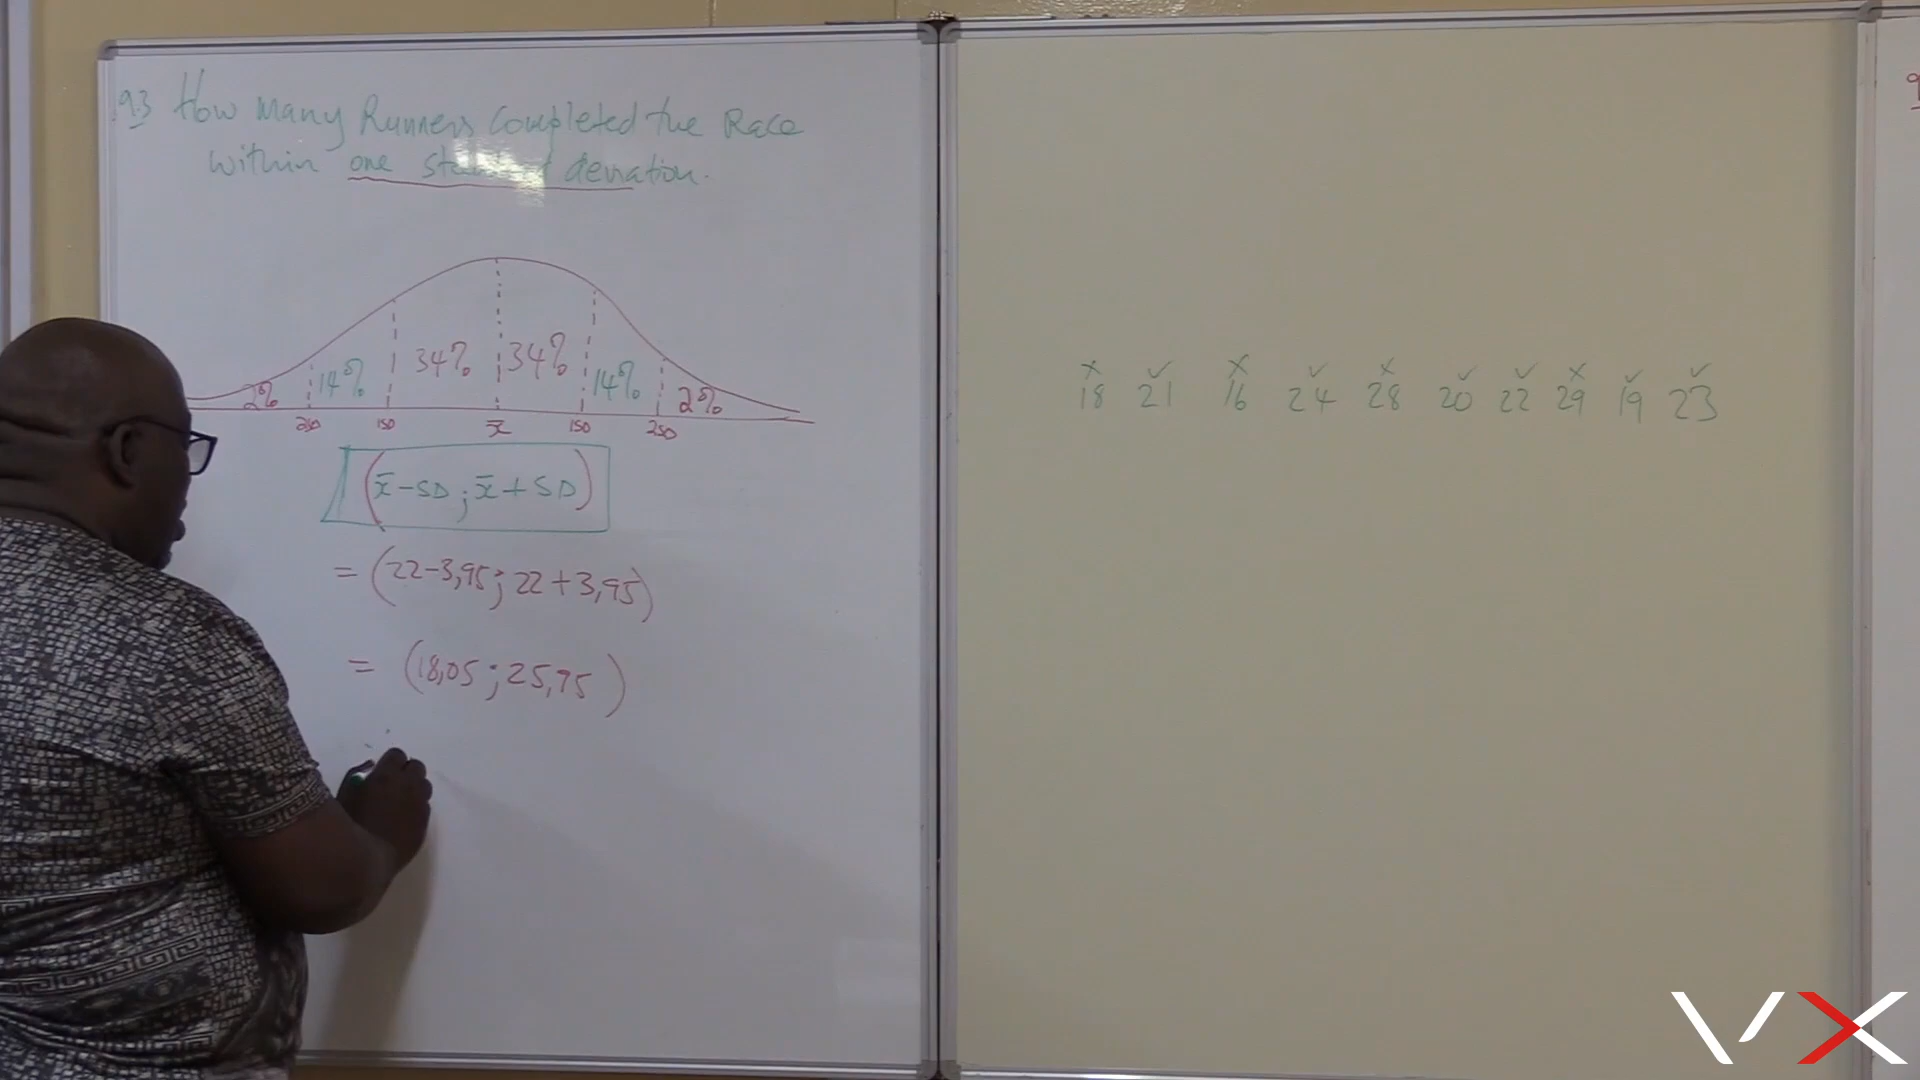 9.3 How Many Runners Completed the Race
within one standard deviation.
2% 14% 34% 34% 14% 2%
2SD 1SD x̄ 1SD 2SD
(x̄-SD; x̄+SD)
= (22-3,95; 22+3,95)
= (18,05; 25,95)
x ✓ x ✓ x ✓ ✓ x ✓ ✓
18 21 16 24 28 20 22 29 19 23
VX